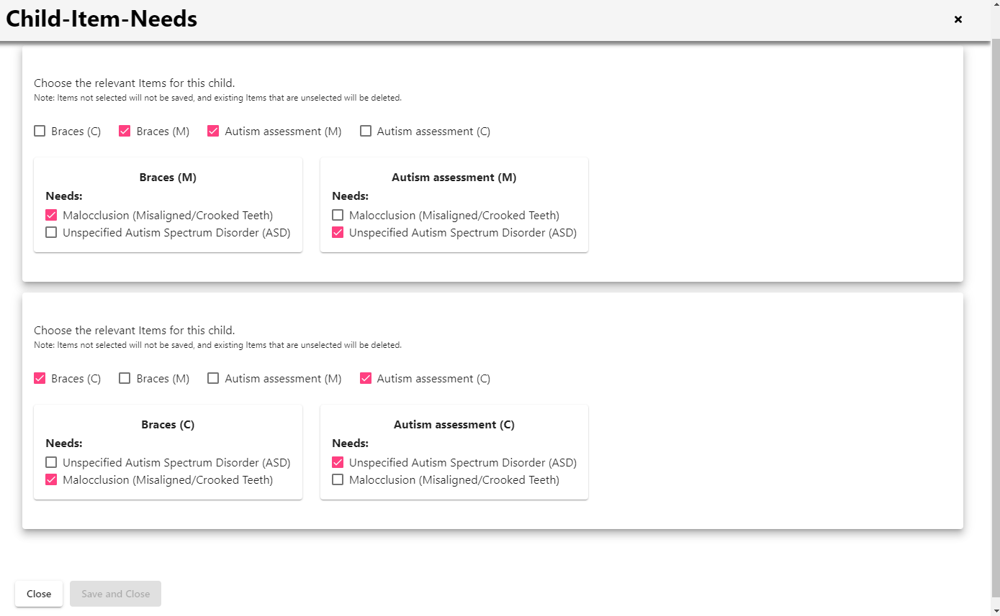 Child-Item-Needs
Choose the relevant Items for this child.
Note: Items not selected will not be saved, and existing Items that are unselected will be deleted.
Braces (C) Braces (M) Autism assessment (M) Autism assessment (C)
Braces (M)
Needs:
Malocclusion (Misaligned/Crooked Teeth)
Unspecified Autism Spectrum Disorder (ASD)
Autism assessment (M)
Needs:
Malocclusion (Misaligned/Crooked Teeth)
Unspecified Autism Spectrum Disorder (ASD)
Choose the relevant Items for this child.
Note: Items not selected will not be saved, and existing Items that are unselected will be deleted.
Braces (C) Braces (M) Autism assessment (M) Autism assessment (C)
Braces (C)
Needs:
Unspecified Autism Spectrum Disorder (ASD)
Malocclusion (Misaligned/Crooked Teeth)
Autism assessment (C)
Needs:
Unspecified Autism Spectrum Disorder (ASD)
Malocclusion (Misaligned/Crooked Teeth)
Close Save and Close